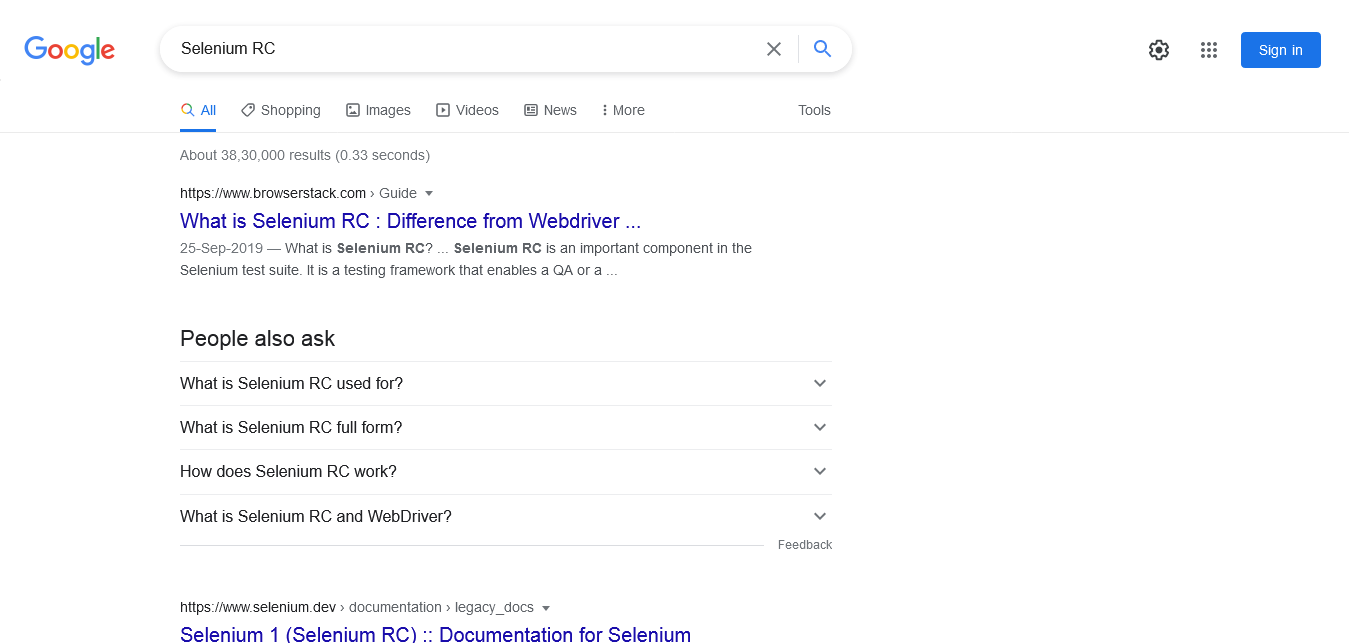 Google
Selenium RC
Sign in
All Shopping Images Videos News More Tools
About 38,30,000 results (0.33 seconds)
https://www.browserstack.com › Guide
What is Selenium RC : Difference from Webdriver ...
25-Sep-2019 — What is Selenium RC? ... Selenium RC is an important component in the
Selenium test suite. It is a testing framework that enables a QA or a ...
People also ask
What is Selenium RC used for?
What is Selenium RC full form?
How does Selenium RC work?
What is Selenium RC and WebDriver?
Feedback
https://www.selenium.dev › documentation › legacy_docs
Selenium 1 (Selenium RC) :: Documentation for Selenium